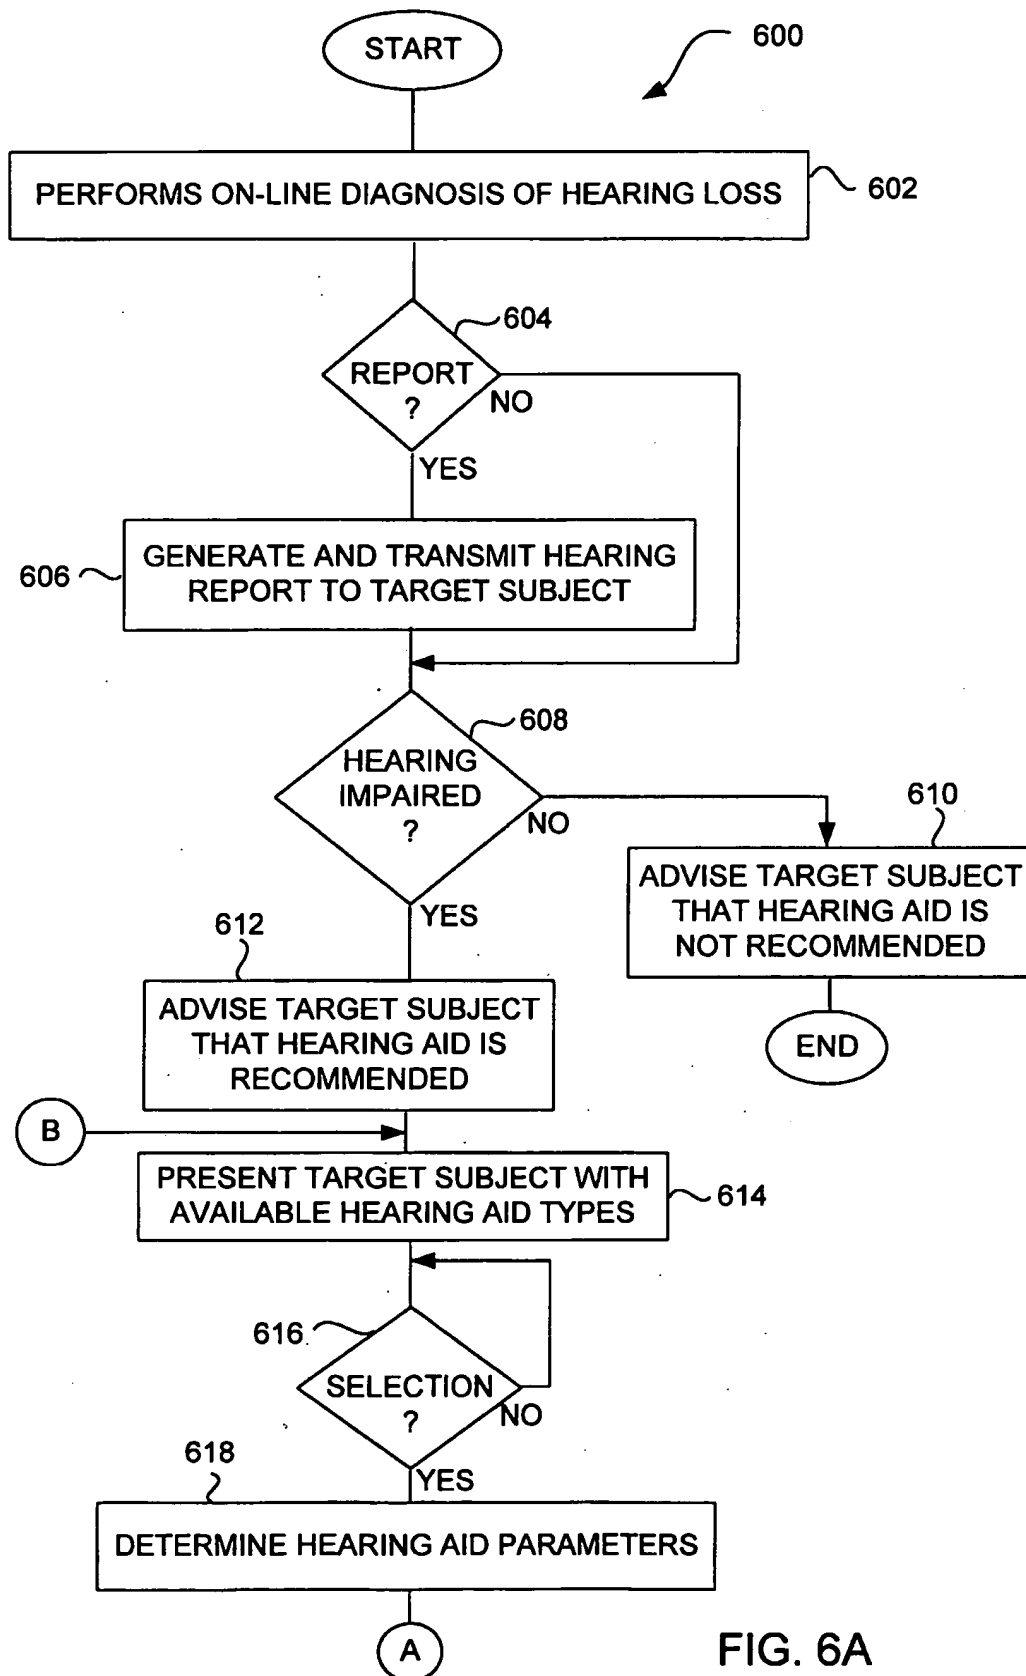 START
600
PERFORMS ON-LINE DIAGNOSIS OF HEARING LOSS
602
604
REPORT
?
NO
YES
606
GENERATE AND TRANSMIT HEARING
REPORT TO TARGET SUBJECT
608
HEARING
IMPAIRED
?
NO
YES
610
ADVISE TARGET SUBJECT
THAT HEARING AID IS
NOT RECOMMENDED
END
612
ADVISE TARGET SUBJECT
THAT HEARING AID IS
RECOMMENDED
B
PRESENT TARGET SUBJECT WITH
AVAILABLE HEARING AID TYPES
614
616
SELECTION
?
NO
YES
618
DETERMINE HEARING AID PARAMETERS
A
FIG. 6A